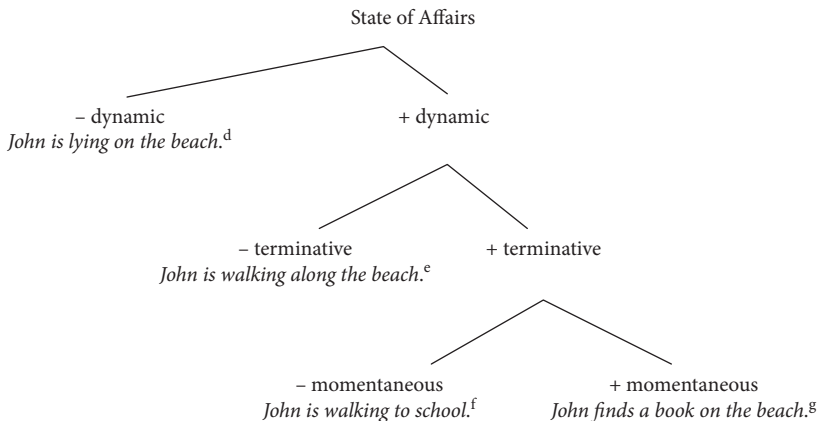 State of Affairs
– dynamic + dynamic
John is lying on the beach.d
– terminative + terminative
John is walking along the beach.e
– momentaneous + momentaneous
John is walking to school.f John finds a book on the beach.g